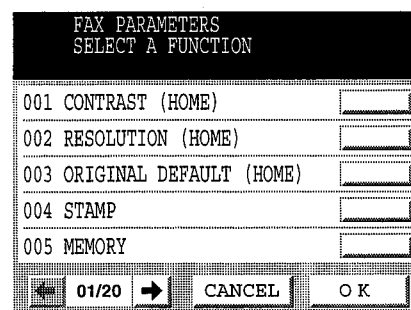 FAX PARAMETERS
SELECT A FUNCTION
001 CONTRAST (HOME)
002 RESOLUTION (HOME)
003 ORIGINAL DEFAULT (HOME)
004 STAMP
005 MEMORY
01/20 CANCEL OK